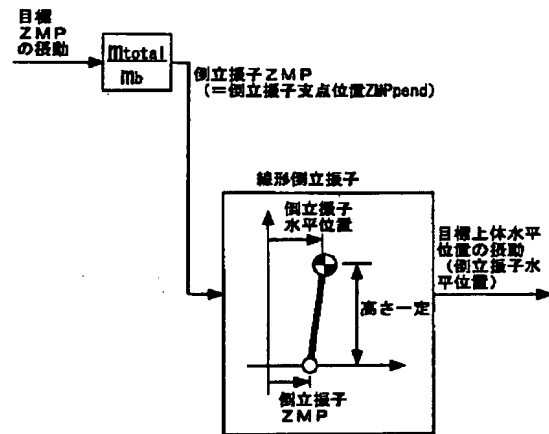 目標
ZMP
の摂動
mtotal
mb
倒立振子ZMP
(=倒立振子支点位置ZMPpend)
線形倒立振子
倒立振子
水平位置
高さ一定
倒立振子
ZMP
目標上体水平
位置の摂動
(倒立振子水
平位置)